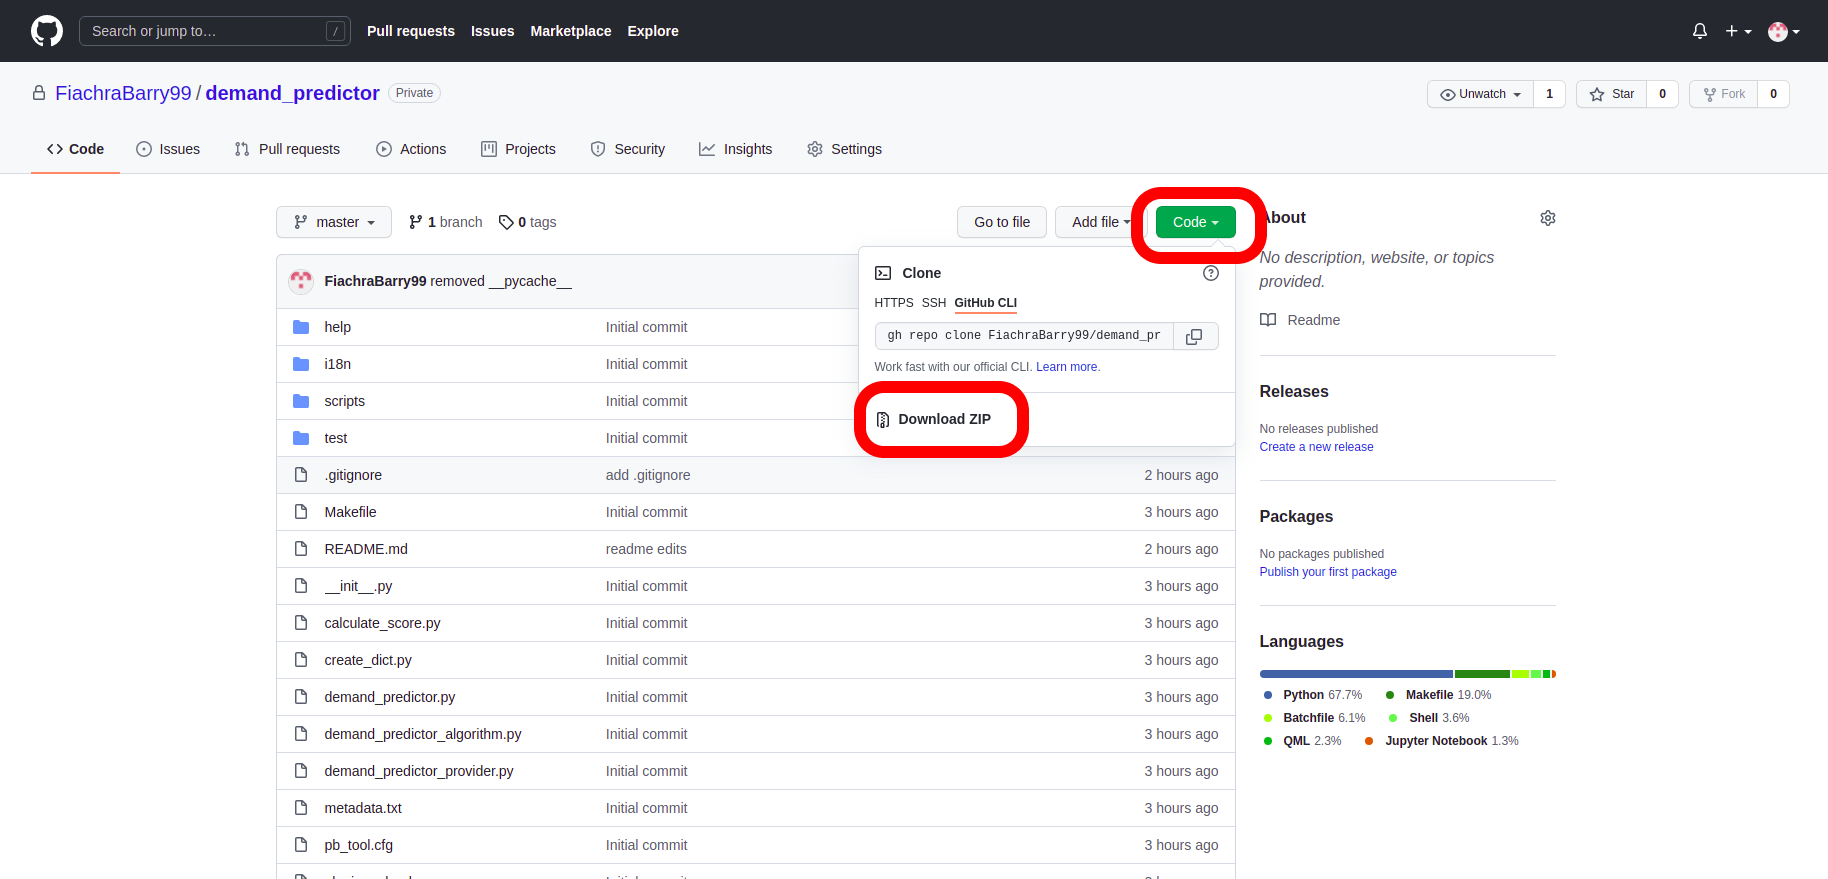 Search or jump to… /
Pull requests Issues Marketplace Explore
FiachraBarry99 / demand_predictor Private
Unwatch 1 Star 0 Fork 0
Code Issues Pull requests Actions Projects Security Insights Settings
master 1 branch 0 tags
Go to file Add file Code
Clone
HTTPS SSH GitHub CLI
gh repo clone FiachraBarry99/demand_pr
Work fast with our official CLI. Learn more.
Download ZIP
FiachraBarry99 removed __pycache__
help Initial commit
i18n Initial commit
scripts Initial commit
test Initial commit
.gitignore add .gitignore 2 hours ago
Makefile Initial commit 3 hours ago
README.md readme edits 2 hours ago
__init__.py Initial commit 3 hours ago
calculate_score.py Initial commit 3 hours ago
create_dict.py Initial commit 3 hours ago
demand_predictor.py Initial commit 3 hours ago
demand_predictor_algorithm.py Initial commit 3 hours ago
demand_predictor_provider.py Initial commit 3 hours ago
metadata.txt Initial commit 3 hours ago
pb_tool.cfg Initial commit 3 hours ago
About
No description, website, or topics
provided.
Readme
Releases
No releases published
Create a new release
Packages
No packages published
Publish your first package
Languages
Python 67.7% Makefile 19.0%
Batchfile 6.1% Shell 3.6%
QML 2.3% Jupyter Notebook 1.3%